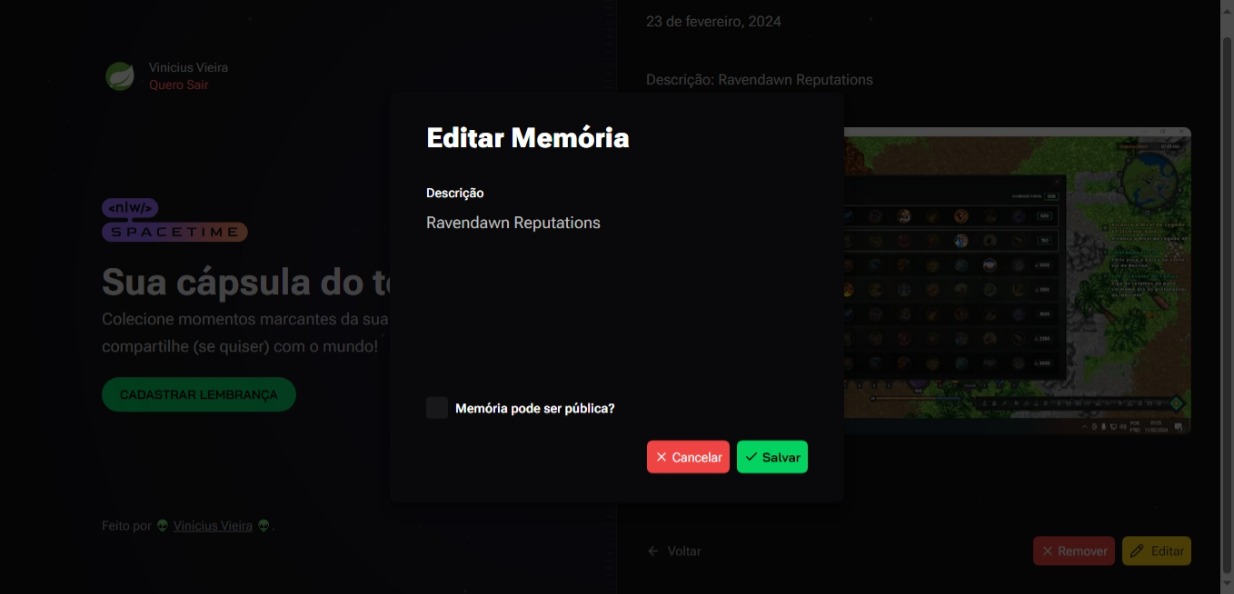 Vinicius Vieira
Quero Sair
<nlw/>
SPACETIME
Sua cápsula do t
Colecione momentos marcantes da sua
compartilhe (se quiser) com o mundo!
CADASTRAR LEMBRANÇA
Feito por 👽 Vinícius Vieira 👽 .
23 de fevereiro, 2024
Descrição: Ravendawn Reputations
Editar Memória
Descrição
Ravendawn Reputations
Memória pode ser pública?
Cancelar
Salvar
Voltar
Remover
Editar